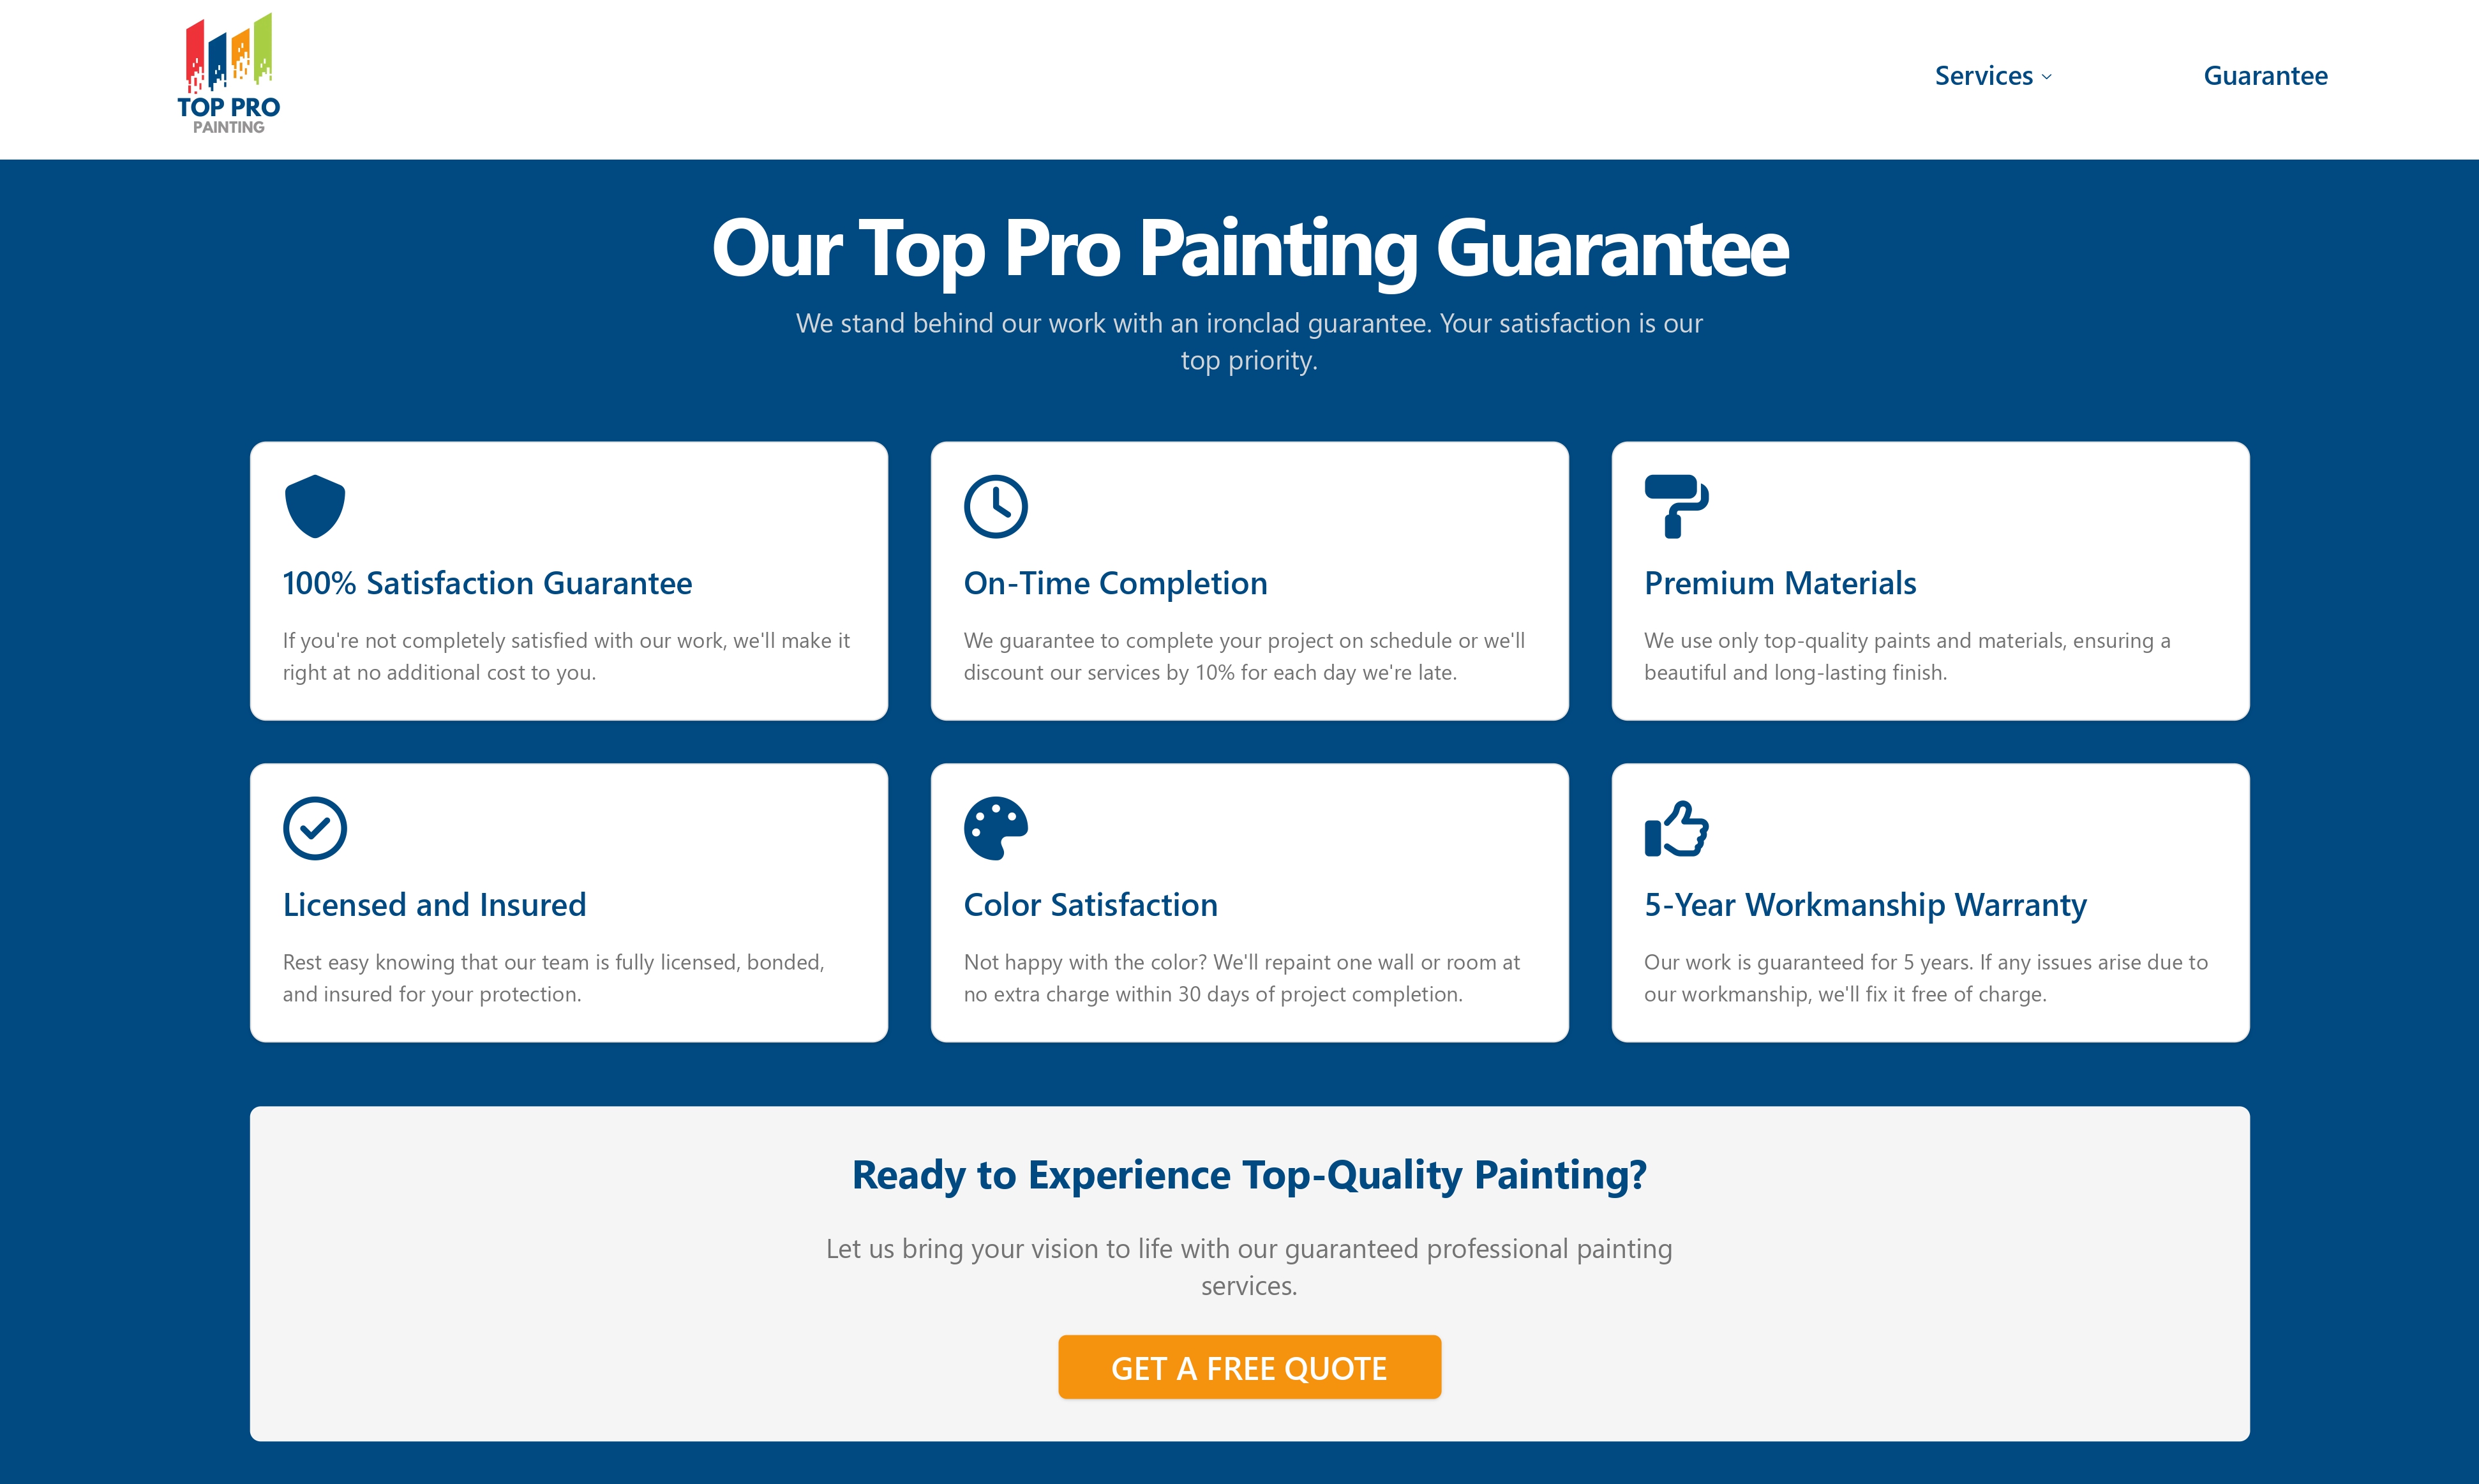 TOP PRO
PAINTING
Services
Guarantee
Our Top Pro Painting Guarantee
We stand behind our work with an ironclad guarantee. Your satisfaction is our
top priority.
100% Satisfaction Guarantee
If you're not completely satisfied with our work, we'll make it
right at no additional cost to you.
On-Time Completion
We guarantee to complete your project on schedule or we'll
discount our services by 10% for each day we're late.
Premium Materials
We use only top-quality paints and materials, ensuring a
beautiful and long-lasting finish.
Licensed and Insured
Rest easy knowing that our team is fully licensed, bonded,
and insured for your protection.
Color Satisfaction
Not happy with the color? We'll repaint one wall or room at
no extra charge within 30 days of project completion.
5-Year Workmanship Warranty
Our work is guaranteed for 5 years. If any issues arise due to
our workmanship, we'll fix it free of charge.
Ready to Experience Top-Quality Painting?
Let us bring your vision to life with our guaranteed professional painting
services.
GET A FREE QUOTE